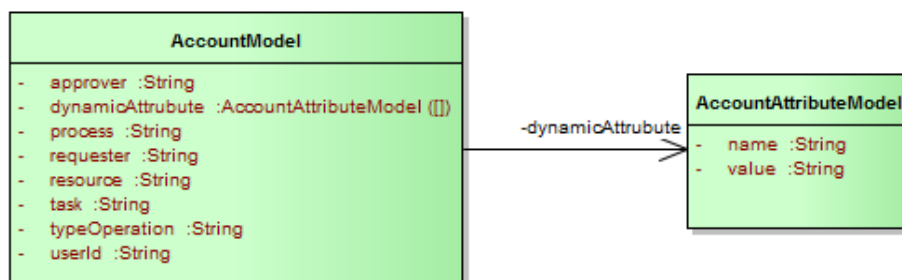 AccountModel
- approver :String
- dynamicAttrubute :AccountAttributeModel ([])
- process :String
- requester :String
- resource :String
- task :String
- typeOperation :String
- userId :String
-dynamicAttrubute
AccountAttributeModel
- name :String
- value :String